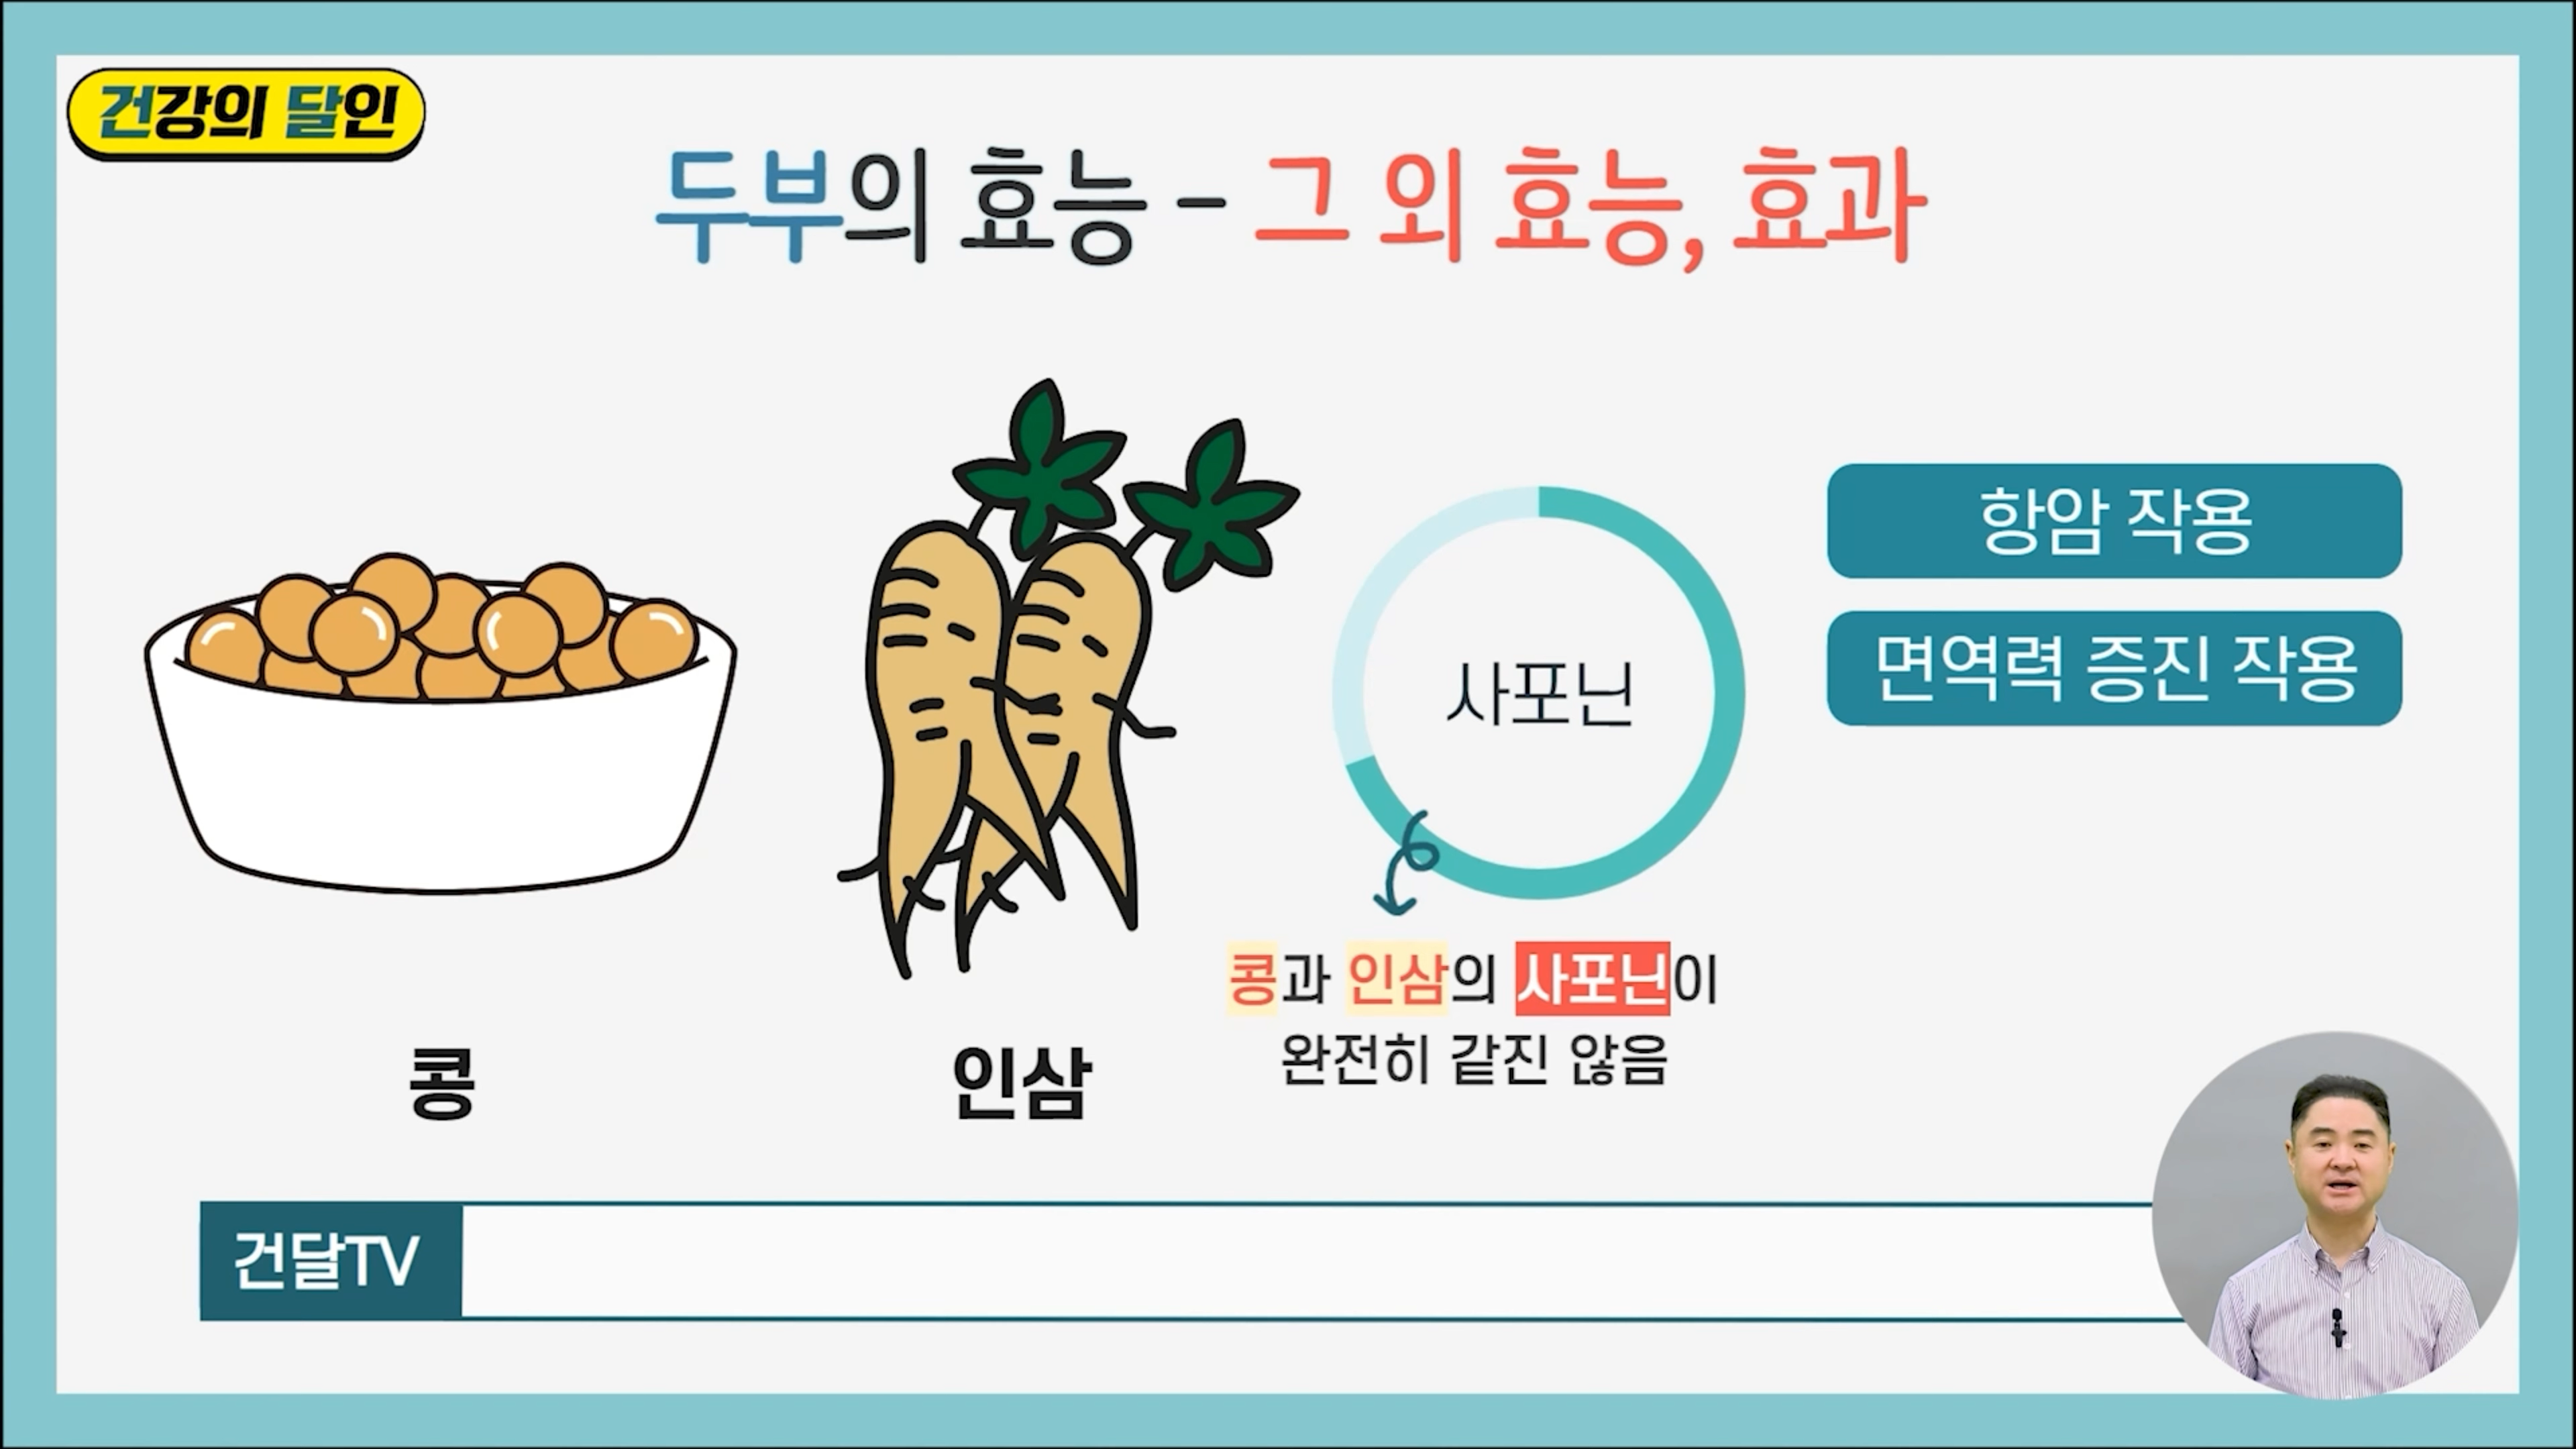 건강의 달인
두부의 효능 - 그 외 효능, 효과
항암 작용
면역력 증진 작용
사포닌
콩과 인삼의 사포닌이
완전히 같진 않음
콩
인삼
건달TV